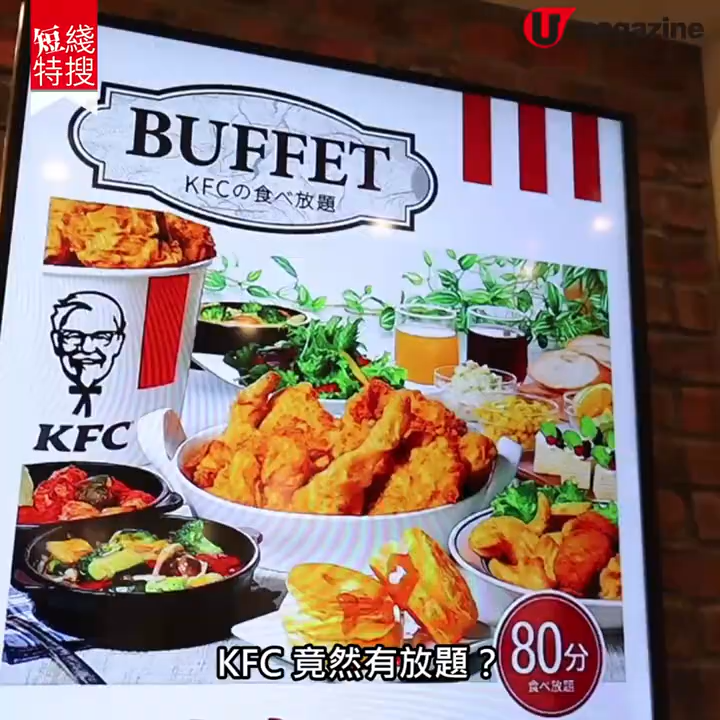 短綫
特搜
U magazine
BUFFET
KFCの食べ放題
KFC
80分
食べ放題
KFC 竟然有放題？